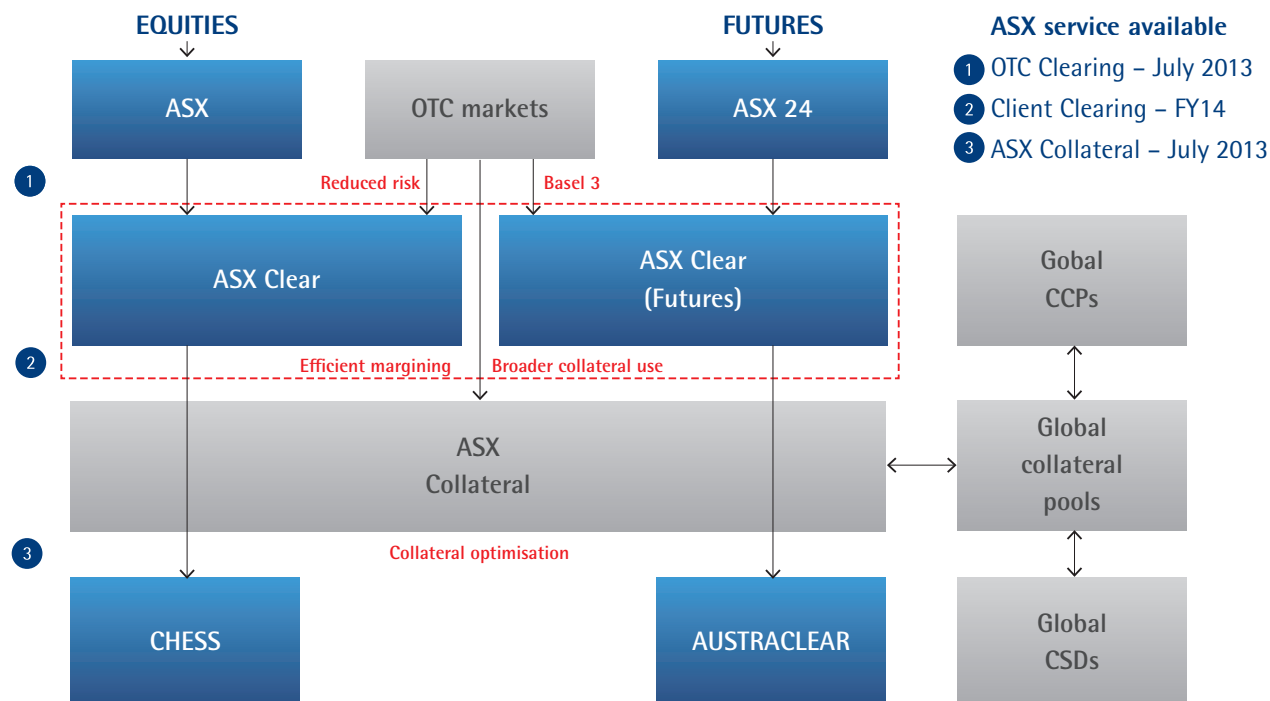 EQUITIES
FUTURES
ASX service available
1 OTC Clearing – July 2013
2 Client Clearing – FY14
3 ASX Collateral – July 2013
ASX
OTC markets
ASX 24
1
Reduced risk
Basel 3
ASX Clear
ASX Clear
(Futures)
Gobal
CCPs
2
Efficient margining
Broader collateral use
ASX
Collateral
Global
collateral
pools
3
Collateral optimisation
CHESS
AUSTRACLEAR
Global
CSDs